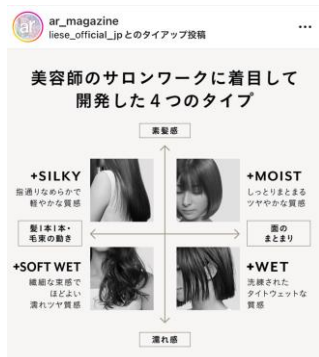 ar
ar_magazine
liese_official_jpとのタイアップ投稿
美容師のサロンワークに着目して
開発した4つのタイプ
素髪感
+SILKY
指通りなめらかで
軽やかな質感
+MOIST
しっとりまとまる
ツヤやかな質感
髪1本1本・
毛束の動き
面の
まとまり
+SOFT WET
繊細な束感で
ほどよい
濡れツヤ質感
+WET
洗練された
タイトウェットな
質感
濡れ感